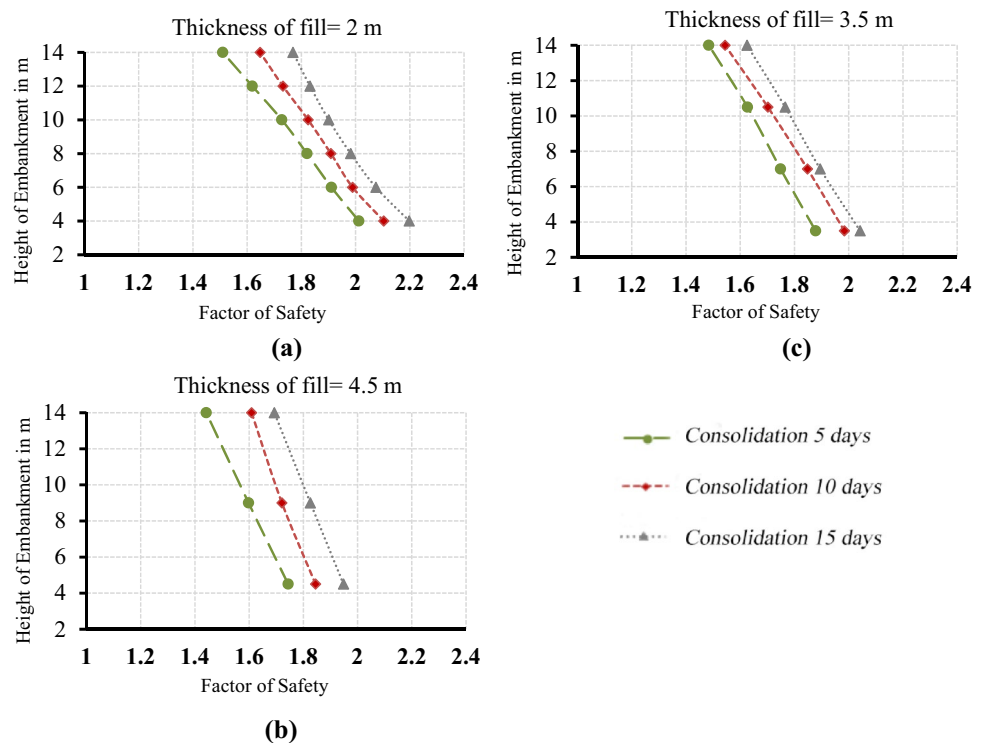 Thickness of fill= 2 m
Height of Embankment in m
14
12
10
8
6
4
2
1 1.2 1.4 1.6 1.8 2 2.2 2.4
Factor of Safety
(a)
Thickness of fill= 3.5 m
Height of Embankment in m
14
12
10
8
6
4
2
1 1.2 1.4 1.6 1.8 2 2.2 2.4
Factor of Safety
(c)
Thickness of fill= 4.5 m
Height of Embankment in m
14
12
10
8
6
4
2
1 1.2 1.4 1.6 1.8 2 2.2 2.4
Factor of Safety
(b)
Consolidation 5 days
Consolidation 10 days
Consolidation 15 days